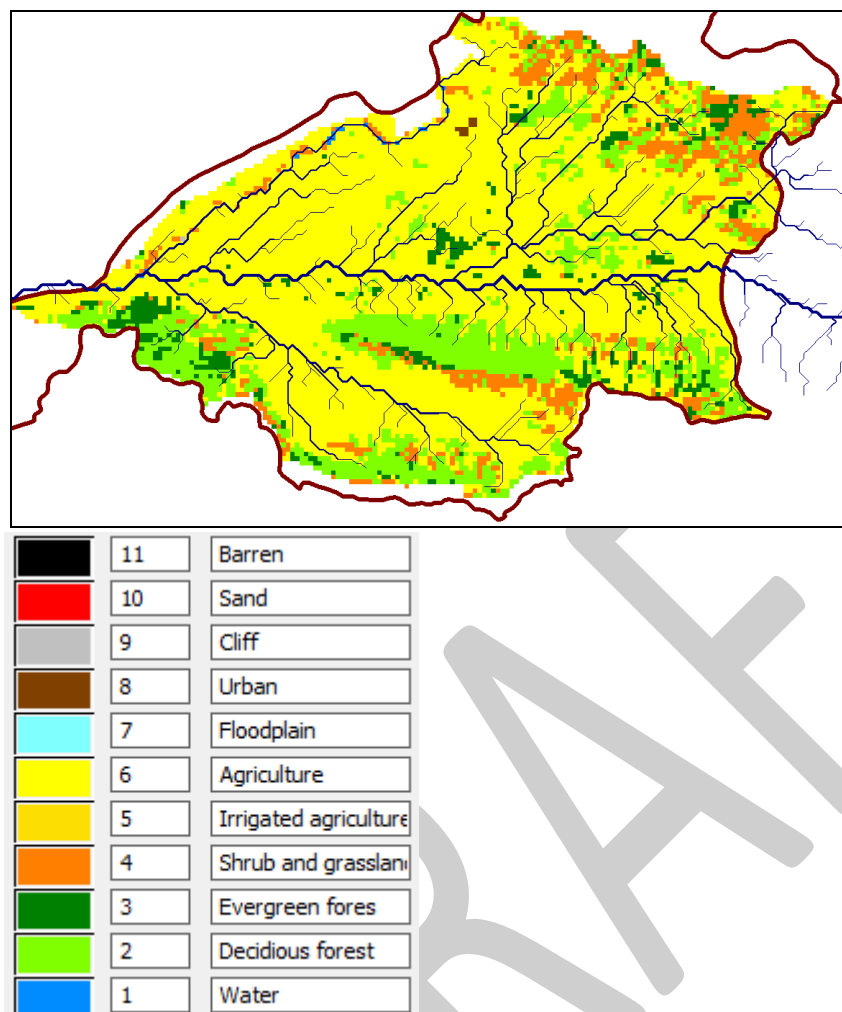 11 Barren
10 Sand
9 Cliff
8 Urban
7 Floodplain
6 Agriculture
5 Irrigated agriculture
4 Shrub and grasslan
3 Evergreen fores
2 Decidious forest
1 Water
RAF